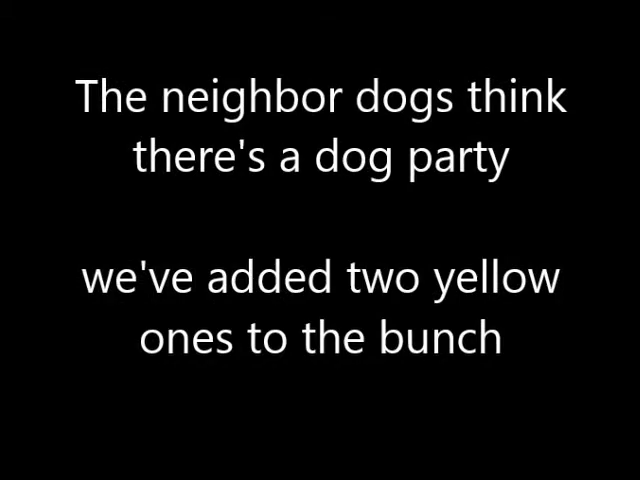 The neighbor dogs think
there's a dog party
we've added two yellow
ones to the bunch